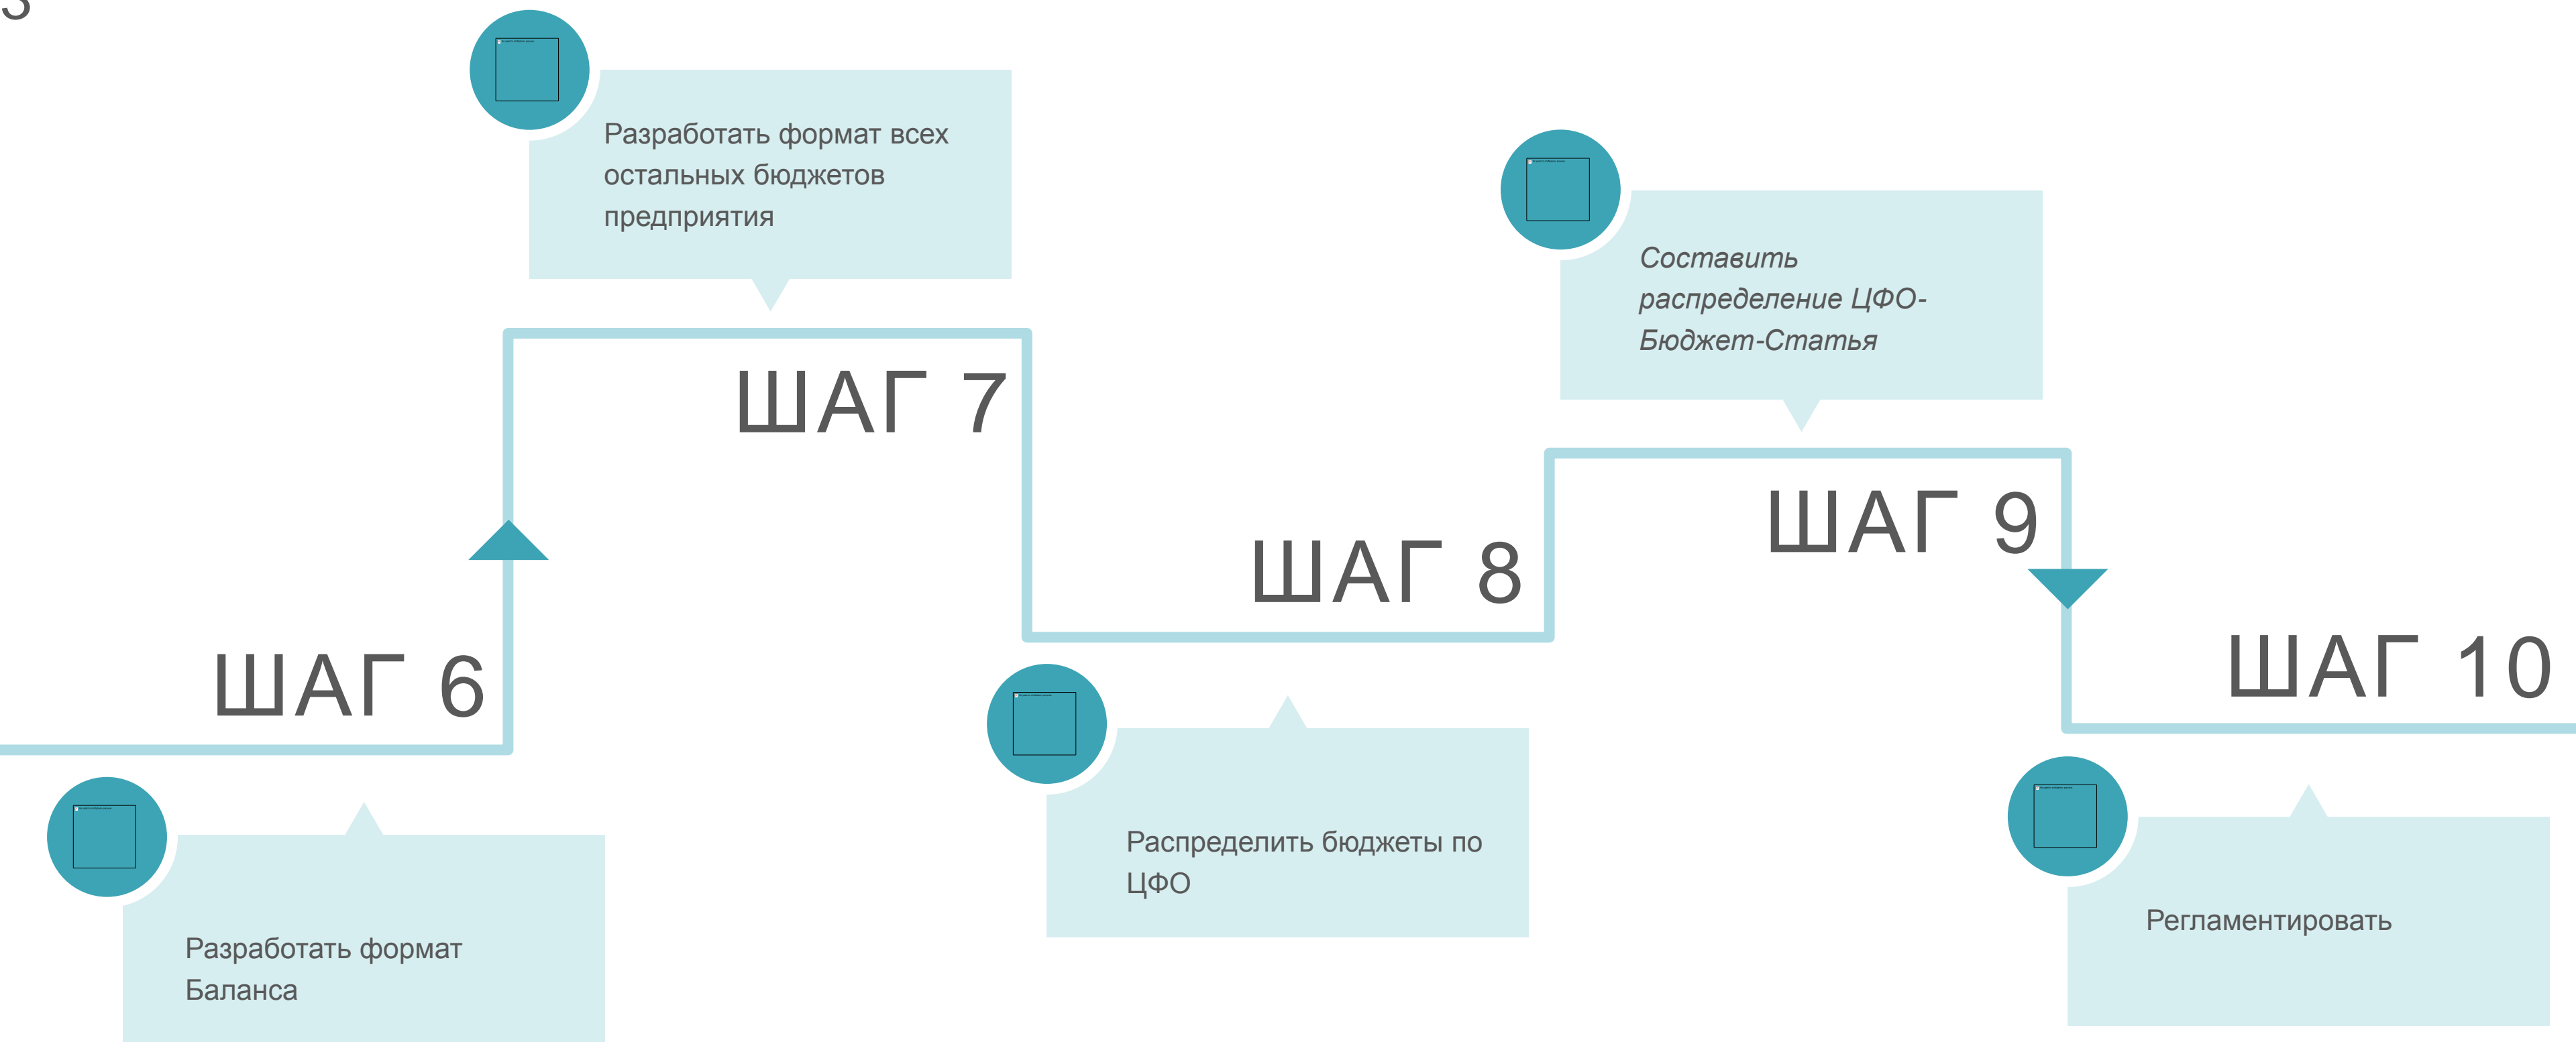 Разработать формат всех
остальных бюджетов
предприятия
Составить
распределение ЦФО-
Бюджет-Статья
ШАГ 7
ШАГ 9
ШАГ 8
ШАГ 6
ШАГ 10
Распределить бюджеты по
ЦФО
Регламентировать
Разработать формат
Баланса